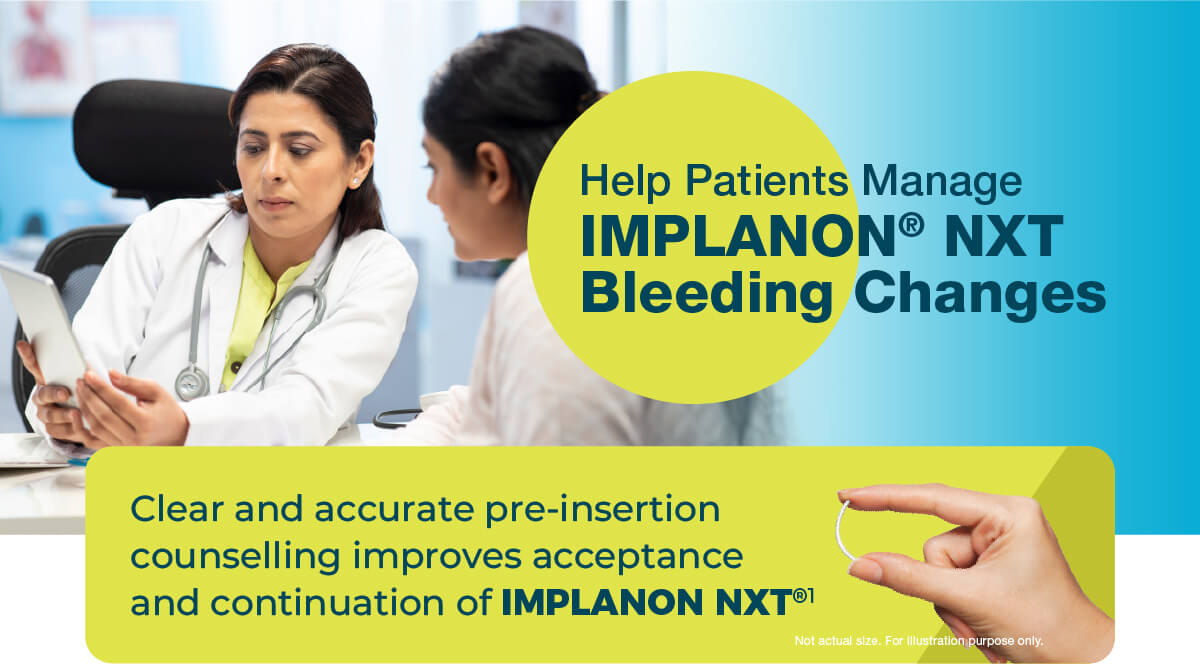 Help Patients Manage
IMPLANON® NXT
Bleeding Changes
Clear and accurate pre-insertion
counselling improves acceptance
and continuation of IMPLANON NXT®1
Not actual size. For illustration purpose only.